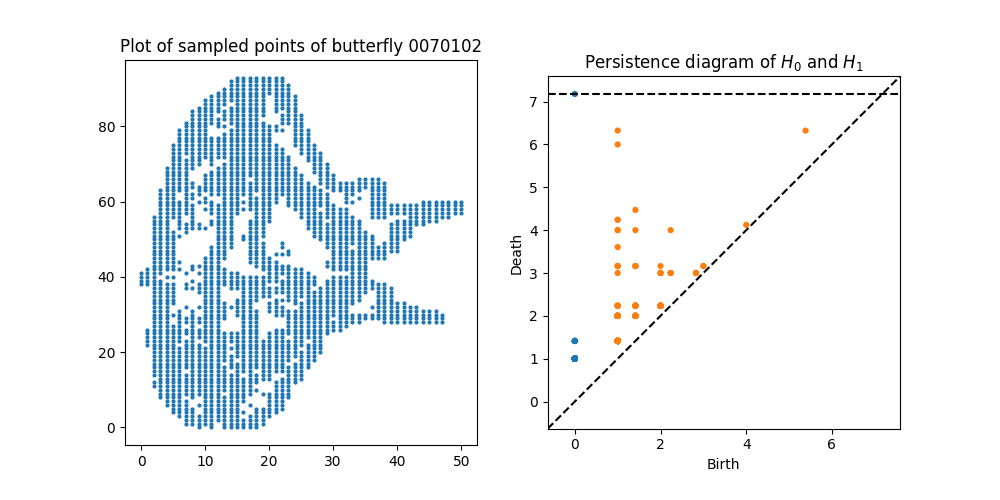 Plot of sampled points of butterfly 0070102
80
60
40
20
0
0 10 20 30 40 50
Persistence diagram of H₀ and H₁
Death
7
6
5
4
3
2
1
0
0 2 4 6
Birth